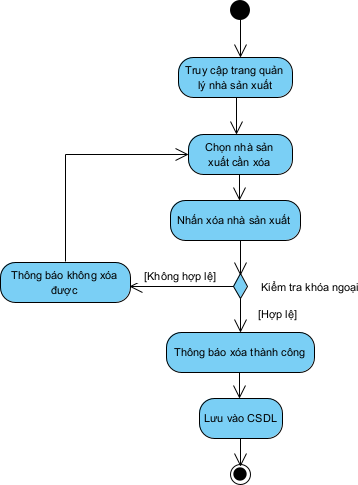 Truy cập trang quản
lý nhà sản xuất
Chọn nhà sản
xuất cần xóa
Nhấn xóa nhà sản xuất
[Không hợp lệ]
Thông báo không xóa
được
Kiểm tra khóa ngoại
[Hợp lệ]
Thông báo xóa thành công
Lưu vào CSDL